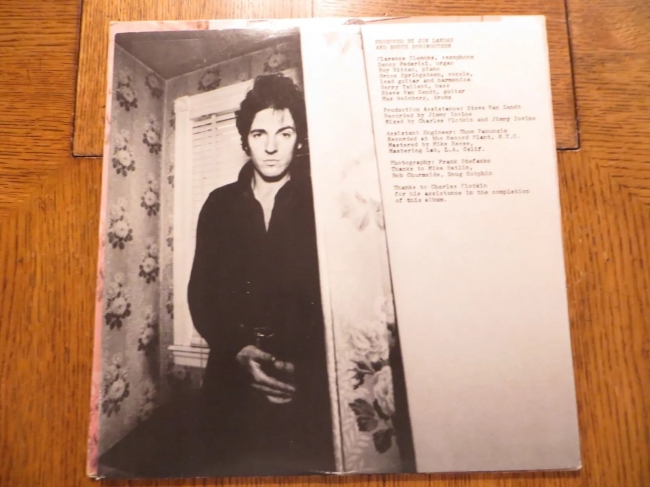 PRODUCED BY JON LANDAU
AND BRUCE SPRINGSTEEN
Clarence Clemons, saxophone
Danny Federici, organ
Roy Bittan, piano
Bruce Springsteen, vocals,
lead guitar and harmonica
Garry Tallent, bass
Steve Van Zandt, guitar
Max Weinberg, drums
Production Assistance: Steve Van Zandt
Recorded by Jimmy Iovine
Mixed by Charles Plotkin and Jimmy Iovine
Assistant Engineer: Thom Panunzio
Recorded at the Record Plant, N.Y.C.
Mastered by Mike Reese,
Mastering Lab, L.A. Calif.
Photography: Frank Stefanko
Thanks to Mike Batlin,
Bob Chirmside, Doug Sutphin
Thanks to Charles Plotkin
for his assistance in the completion
of this album.